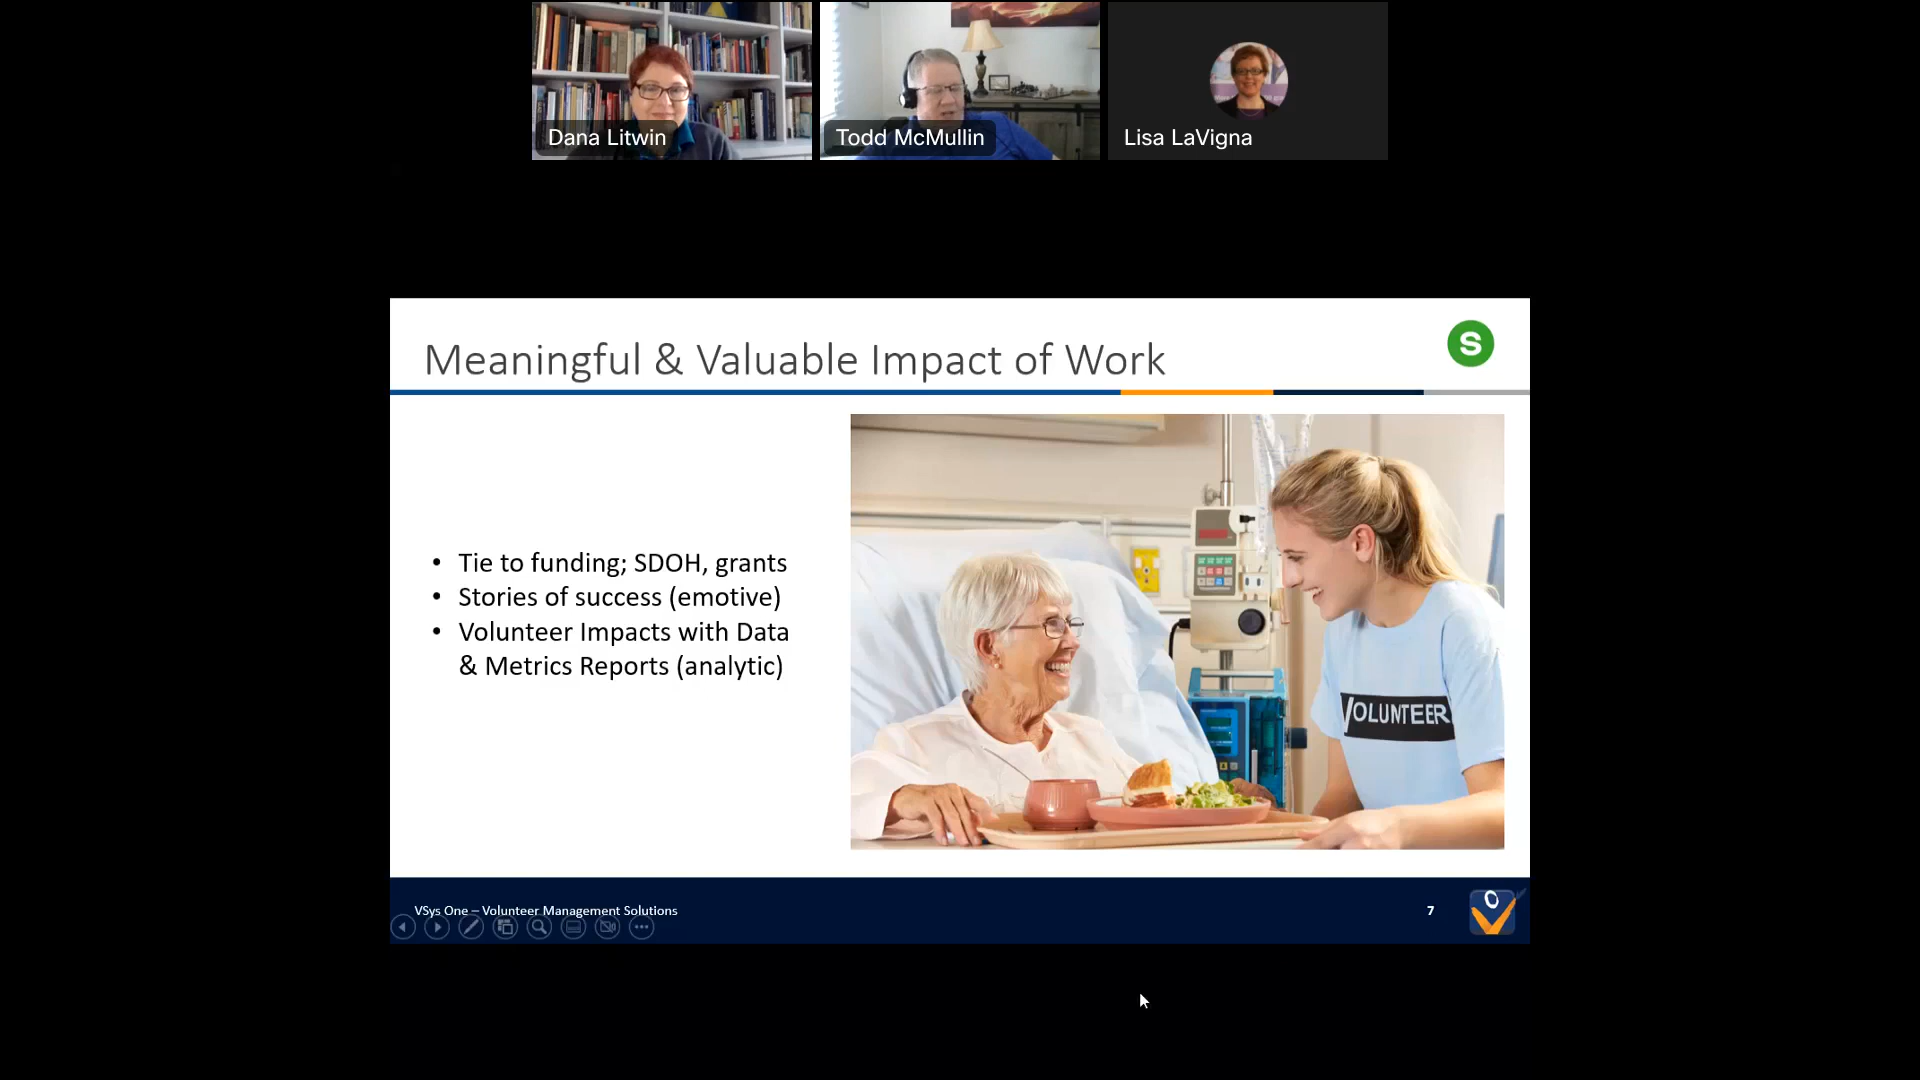 Dana Litwin
Todd McMullin
Lisa LaVigna
Meaningful & Valuable Impact of Work
S
• Tie to funding; SDOH, grants
• Stories of success (emotive)
• Volunteer Impacts with Data
& Metrics Reports (analytic)
VOLUNTEER
VSys One – Volunteer Management Solutions
7